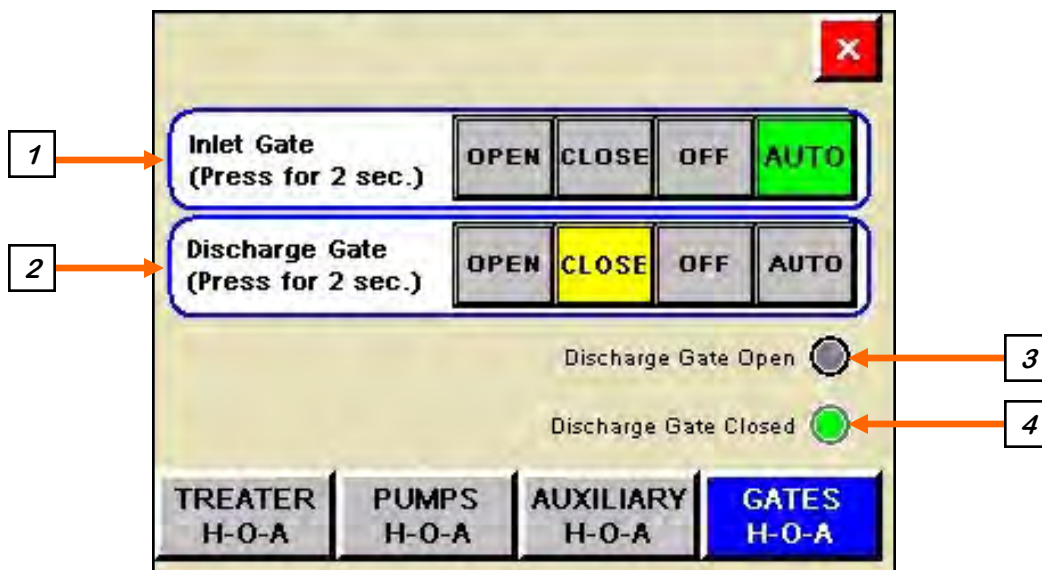 X
1
Inlet Gate
(Press for 2 sec.)
OPEN CLOSE OFF AUTO
2
Discharge Gate
(Press for 2 sec.)
OPEN CLOSE OFF AUTO
Discharge Gate Open
3
Discharge Gate Closed
4
TREATER
H-O-A
PUMPS
H-O-A
AUXILIARY
H-O-A
GATES
H-O-A